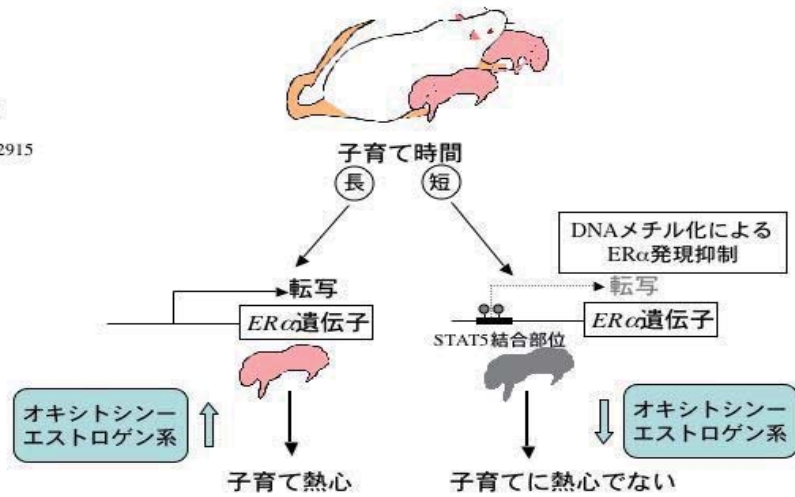 2915
子育て時間
長
短
DNAメチル化による
ERα発現抑制
転写
転写
ERα遺伝子
ERα遺伝子
STAT5結合部位
オキシトシンー
エストロゲン系
オキシトシンー
エストロゲン系
子育て熱心
子育てに熱心でない